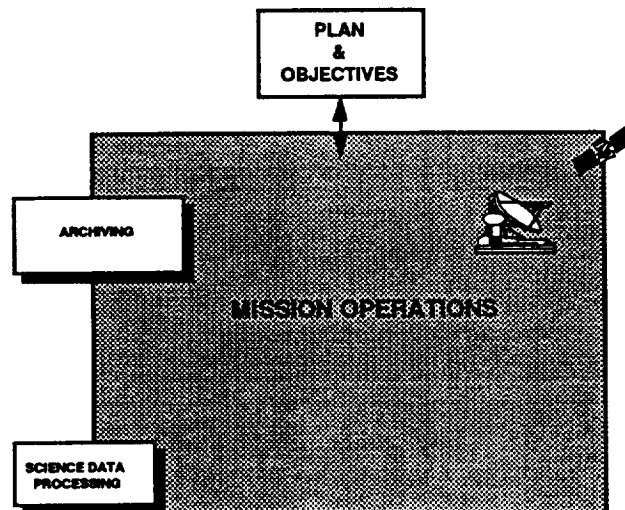 PLAN
&
OBJECTIVES
ARCHIVING
MISSION OPERATIONS
SCIENCE DATA
PROCESSING